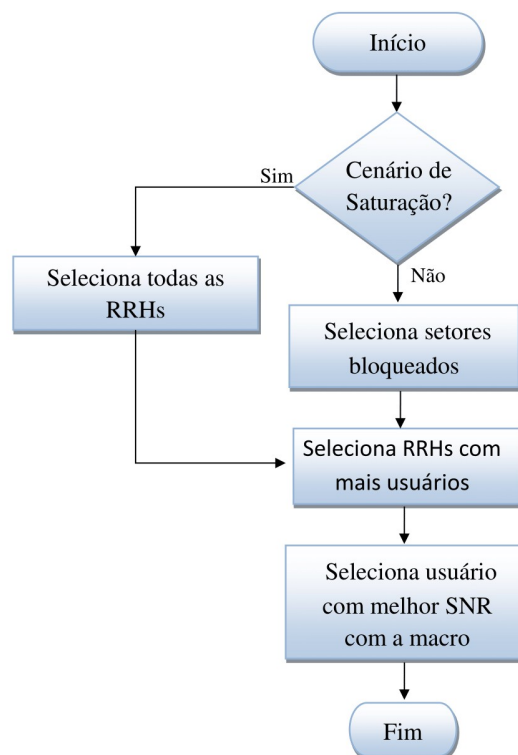 Início
Cenário de
Saturação?
Sim
Não
Seleciona todas as
RRHs
Seleciona setores
bloqueados
Seleciona RRHs com
mais usuários
Seleciona usuário
com melhor SNR
com a macro
Fim